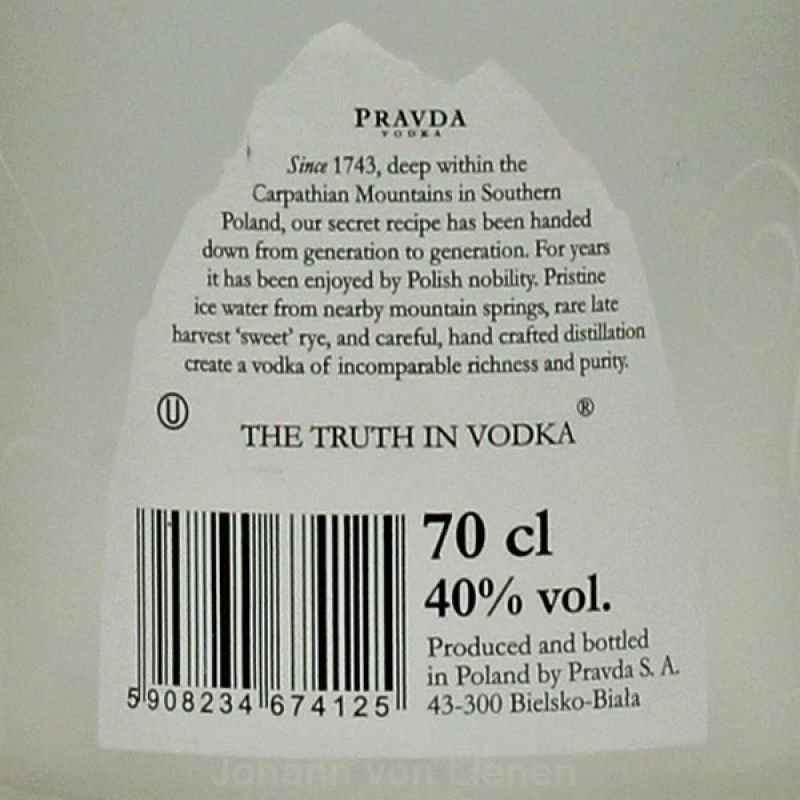 PRAVDA
VODKA
Since 1743, deep within the
Carpathian Mountains in Southern
Poland, our secret recipe has been handed
down from generation to generation. For years
it has been enjoyed by Polish nobility. Pristine
ice water from nearby mountain springs, rare late
harvest 'sweet' rye, and careful, hand crafted distillation
create a vodka of incomparable richness and purity.
Ⓤ
THE TRUTH IN VODKA®
70 cl
40% vol.
Produced and bottled
in Poland by Pravda S. A.
43-300 Bielsko-Biała
5 908234 674125
Johann von Lienen